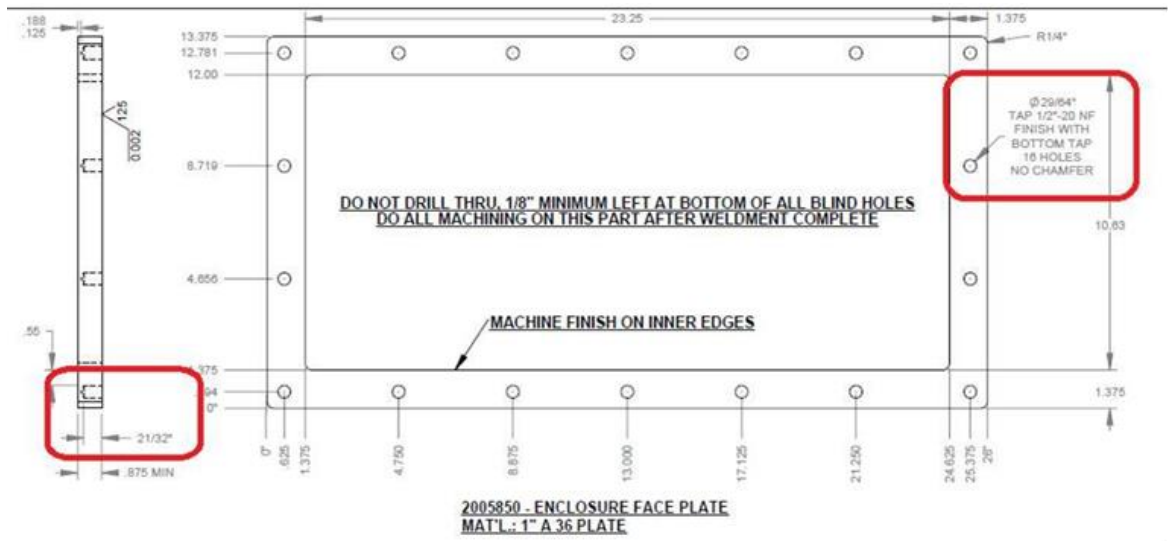 .188
.125
23.25
1.375
13.375
12.781
12.00
R1/4"
Ø29/64"
TAP 1/2"-20 NF
FINISH WITH
BOTTOM TAP
16 HOLES
NO CHAMFER
125
0.002
8.719
DO NOT DRILL THRU, 1/8" MINIMUM LEFT AT BOTTOM OF ALL BLIND HOLES
DO ALL MACHINING ON THIS PART AFTER WELDMENT COMPLETE
10.63
4.656
MACHINE FINISH ON INNER EDGES
.375
.94
0"
1.375
21/32"
.875 MIN
0"
.625
1.375
4.750
8.875
13.000
17.125
21.250
24.625
25.375
26"
2005850 - ENCLOSURE FACE PLATE
MAT'L.: 1" A 36 PLATE